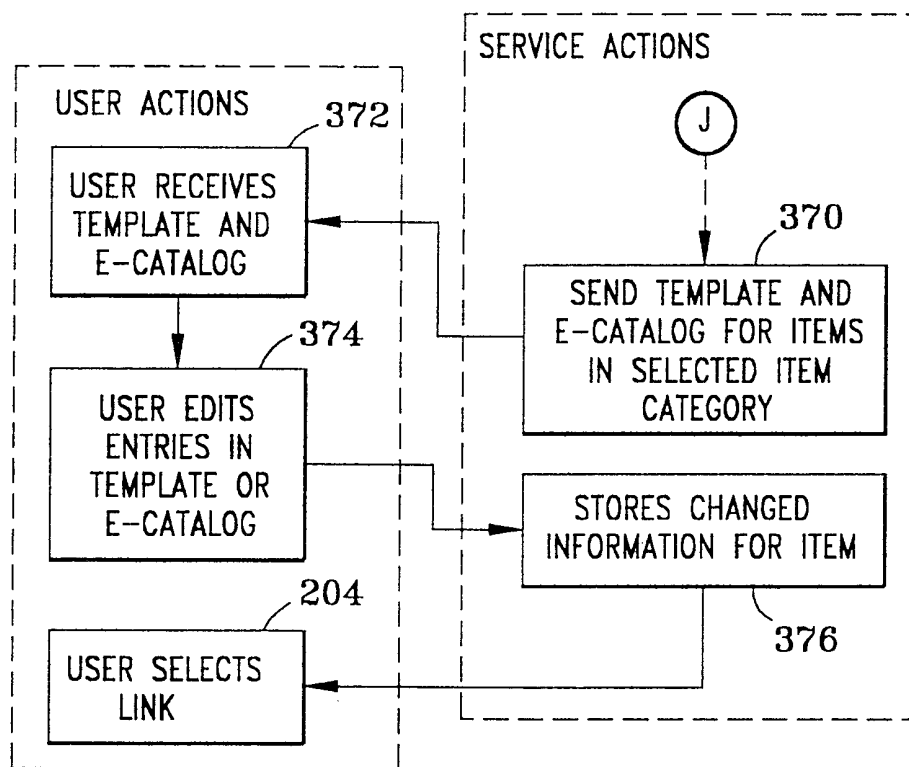 SERVICE ACTIONS
USER ACTIONS
J
372
USER RECEIVES
TEMPLATE AND
E-CATALOG
370
SEND TEMPLATE AND
E-CATALOG FOR ITEMS
IN SELECTED ITEM
CATEGORY
374
USER EDITS
ENTRIES IN
TEMPLATE OR
E-CATALOG
STORES CHANGED
INFORMATION FOR ITEM
376
204
USER SELECTS
LINK